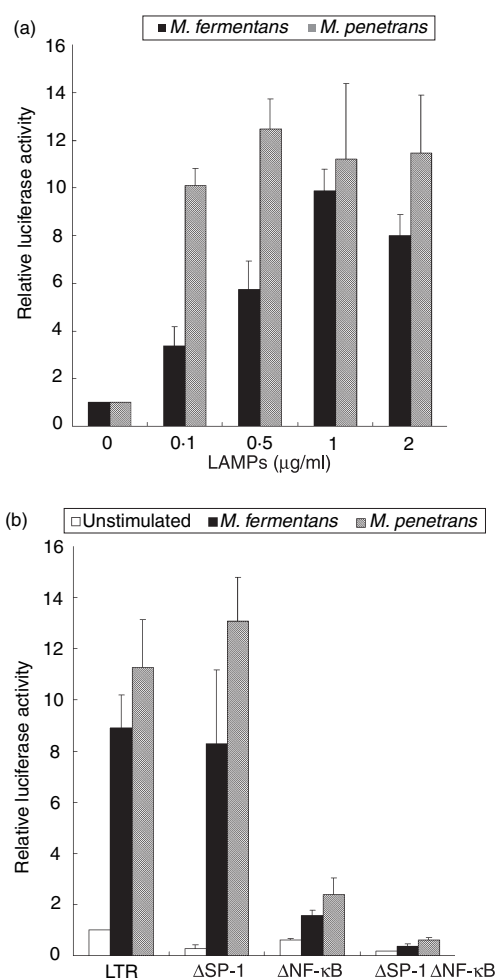 (a)
M. fermentans M. penetrans
16
14
12
10
8
6
4
2
0
Relative luciferase activity
0 0·1 0·5 1 2
LAMPs (μg/ml)
(b)
Unstimulated M. fermentans M. penetrans
16
14
12
10
8
6
4
2
0
Relative luciferase activity
LTR ΔSP-1 ΔNF-κB ΔSP-1 ΔNF-κB